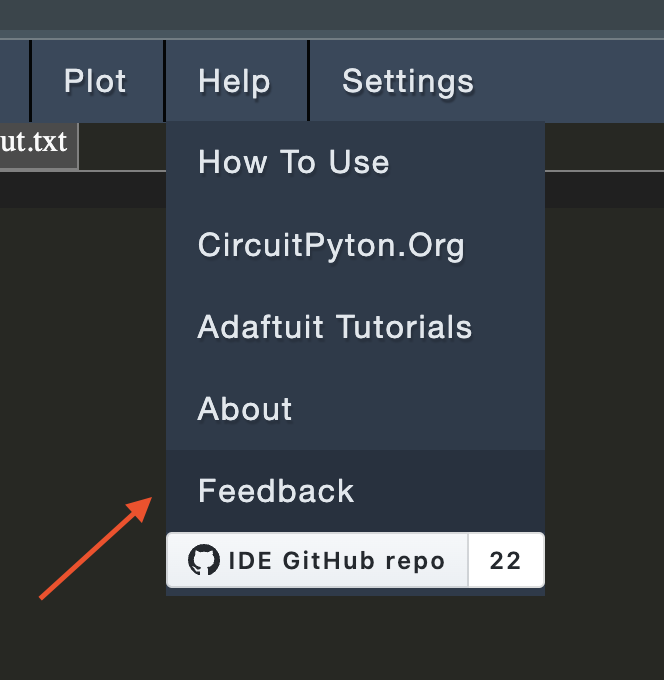 Plot Help Settings
ut.txt
How To Use
CircuitPyton.Org
Adaftuit Tutorials
About
Feedback
IDE GitHub repo 22